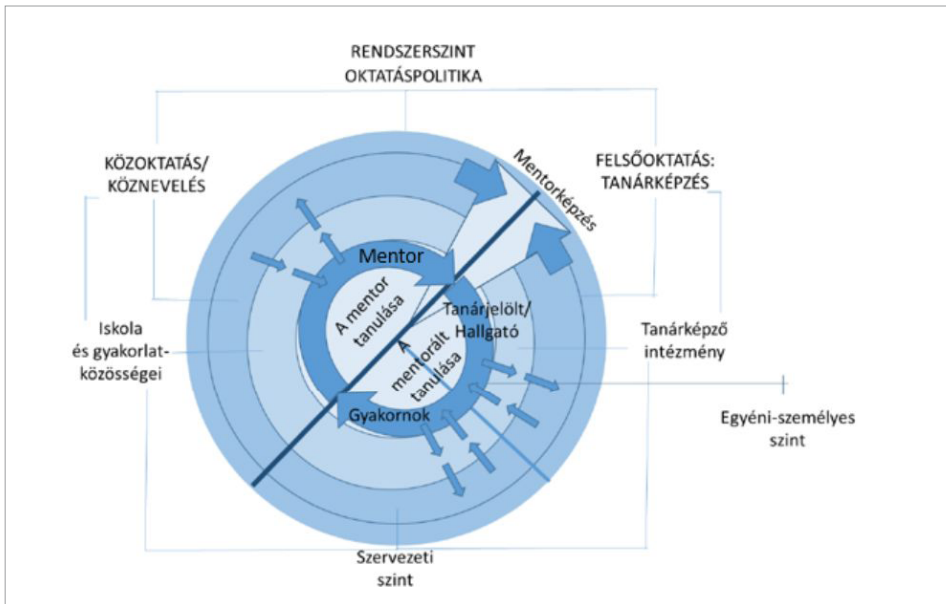 RENDSZERSZINT
OKTATÁSPOLITIKA
KÖZOKTATÁS/
KÖZNEVELÉS
Mentorképzés
FELSŐOKTATÁS:
TANÁRKÉPZÉS
Mentor
A mentor
tanulása
Tanárjelölt/
Hallgató
A
mentorált
tanulása
Gyakornok
Iskola
és gyakorlat-
közösségei
Tanárképző
intézmény
Egyéni-személyes
szint
Szervezeti
szint